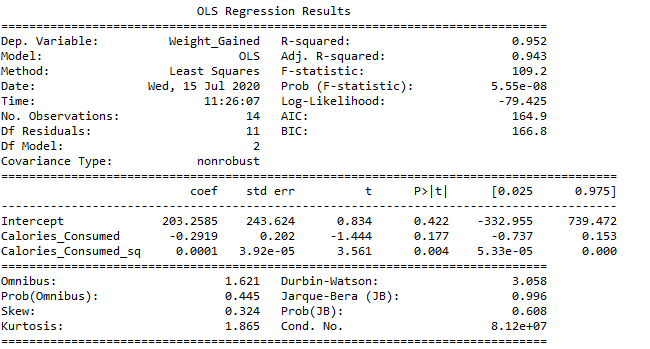 OLS Regression Results
==============================================================================
Dep. Variable: Weight_Gained R-squared: 0.952
Model: OLS Adj. R-squared: 0.943
Method: Least Squares F-statistic: 109.2
Date: Wed, 15 Jul 2020 Prob (F-statistic): 5.55e-08
Time: 11:26:07 Log-Likelihood: -79.425
No. Observations: 14 AIC: 164.9
Df Residuals: 11 BIC: 166.8
Df Model: 2
Covariance Type: nonrobust
========================================================================================
coef std err t P>|t| [0.025 0.975]
----------------------------------------------------------------------------------------
Intercept 203.2585 243.624 0.834 0.422 -332.955 739.472
Calories_Consumed -0.2919 0.202 -1.444 0.177 -0.737 0.153
Calories_Consumed_sq 0.0001 3.92e-05 3.561 0.004 5.33e-05 0.000
==============================================================================
Omnibus: 1.621 Durbin-Watson: 3.058
Prob(Omnibus): 0.445 Jarque-Bera (JB): 0.996
Skew: 0.324 Prob(JB): 0.608
Kurtosis: 1.865 Cond. No. 8.12e+07
==============================================================================